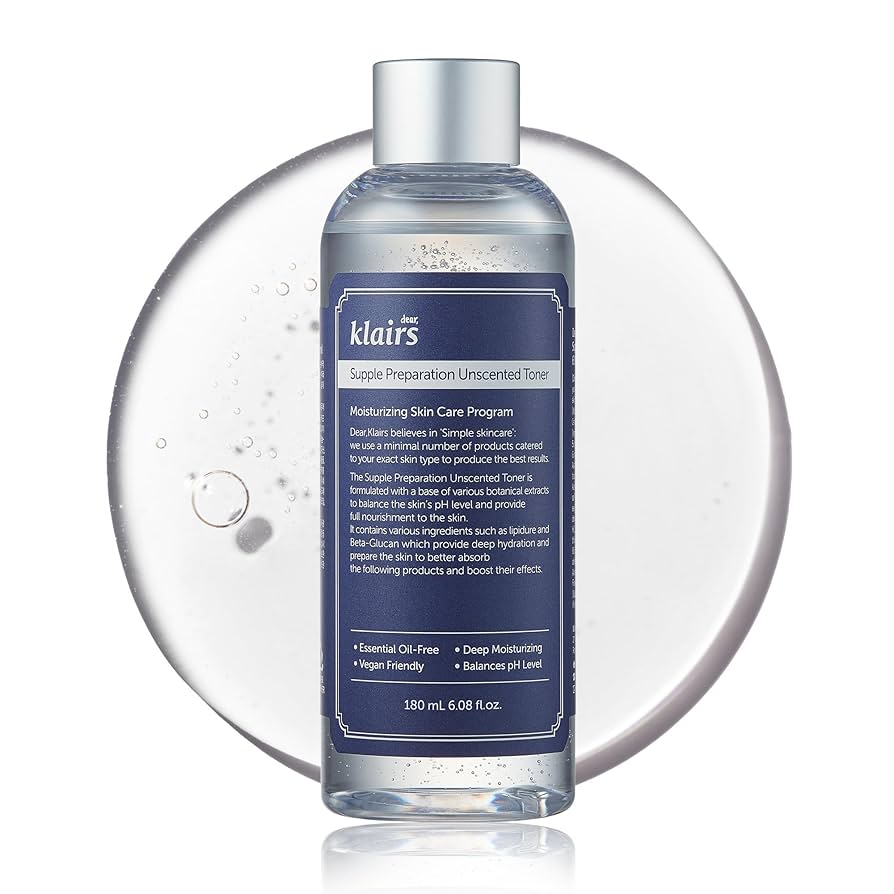 dear,
klairs
Supple Preparation Unscented Toner
Moisturizing Skin Care Program
Dear,Klairs believes in 'Simple skincare':
we use a minimal number of products catered
to your exact skin type to produce the best results.
The Supple Preparation Unscented Toner is
formulated with a base of various botanical extracts
to balance the skin's pH level and provide
full nourishment to the skin.
It contains various ingredients such as lipidure and
Beta-Glucan which provide deep hydration and
prepare the skin to better absorb
the following products and boost their effects.
• Essential Oil-Free • Deep Moisturizing
• Vegan Friendly • Balances pH Level
180 mL 6.08 fl.oz.